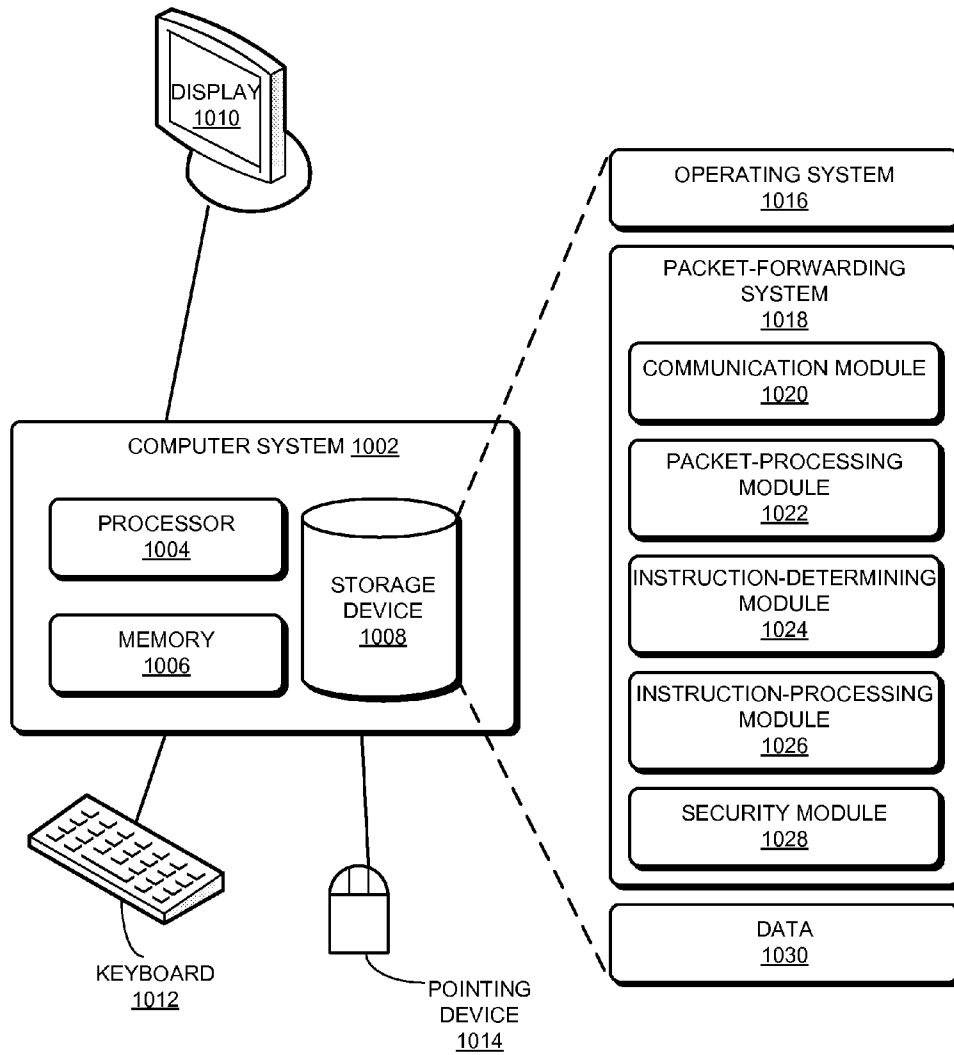 DISPLAY
1010
OPERATING SYSTEM
1016
PACKET-FORWARDING
SYSTEM
1018
COMMUNICATION MODULE
1020
PACKET-PROCESSING
MODULE
1022
INSTRUCTION-DETERMINING
MODULE
1024
INSTRUCTION-PROCESSING
MODULE
1026
SECURITY MODULE
1028
DATA
1030
COMPUTER SYSTEM 1002
PROCESSOR
1004
MEMORY
1006
STORAGE
DEVICE
1008
KEYBOARD
1012
POINTING
DEVICE
1014